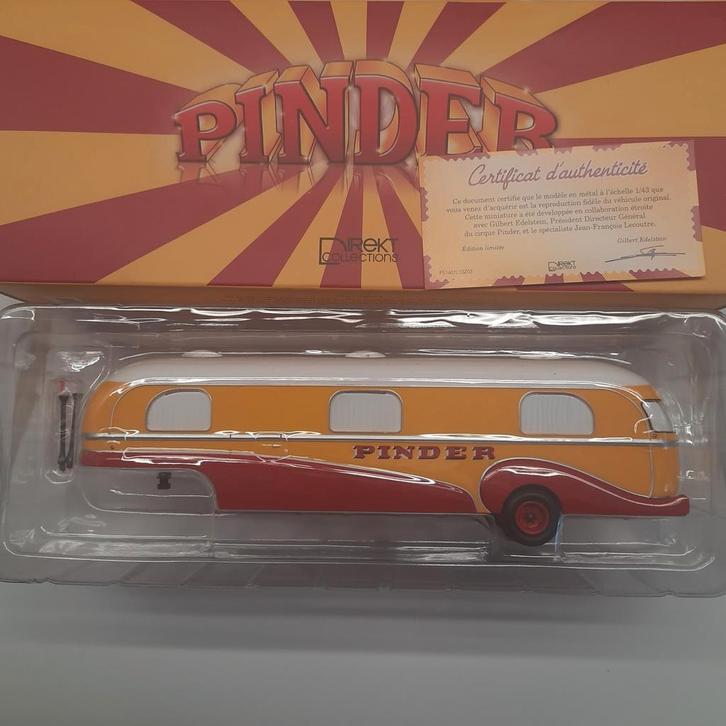 PINDER
Certificat d'authenticité
Ce document certifie que le modèle en métal à l'échelle 1/43 que
vous venez d'acquérir est la reproduction fidèle du véhicule original.
Cette miniature a été développée en collaboration étroite
avec Gilbert Edelstein, Président Directeur Général
du cirque Pinder, et le spécialiste Jean-François Lecoutre.
Édition limitée
Gilbert Edelstein
DIREKT
COLLECTIONS
DIREKT
COLLECTIONS
PINDER